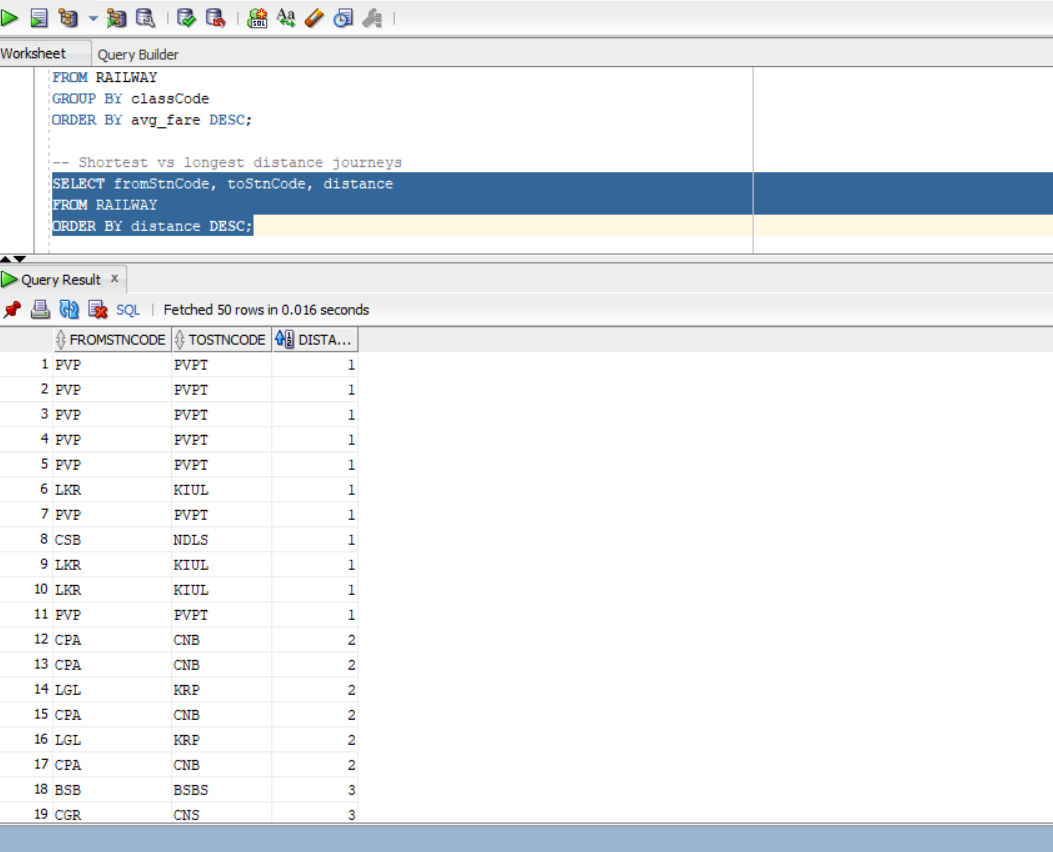 Worksheet Query Builder
FROM RAILWAY
GROUP BY classCode
ORDER BY avg_fare DESC;
-- Shortest vs longest distance journeys
SELECT fromStnCode, toStnCode, distance
FROM RAILWAY
ORDER BY distance DESC;
Query Result x
SQL | Fetched 50 rows in 0.016 seconds
FROMSTNCODE TOSTNCODE DISTA...
1 PVP PVPT 1
2 PVP PVPT 1
3 PVP PVPT 1
4 PVP PVPT 1
5 PVP PVPT 1
6 LKR KIUL 1
7 PVP PVPT 1
8 CSB NDLS 1
9 LKR KIUL 1
10 LKR KIUL 1
11 PVP PVPT 1
12 CPA CNB 2
13 CPA CNB 2
14 LGL KRP 2
15 CPA CNB 2
16 LGL KRP 2
17 CPA CNB 2
18 BSB BSBS 3
19 CGR CNS 3